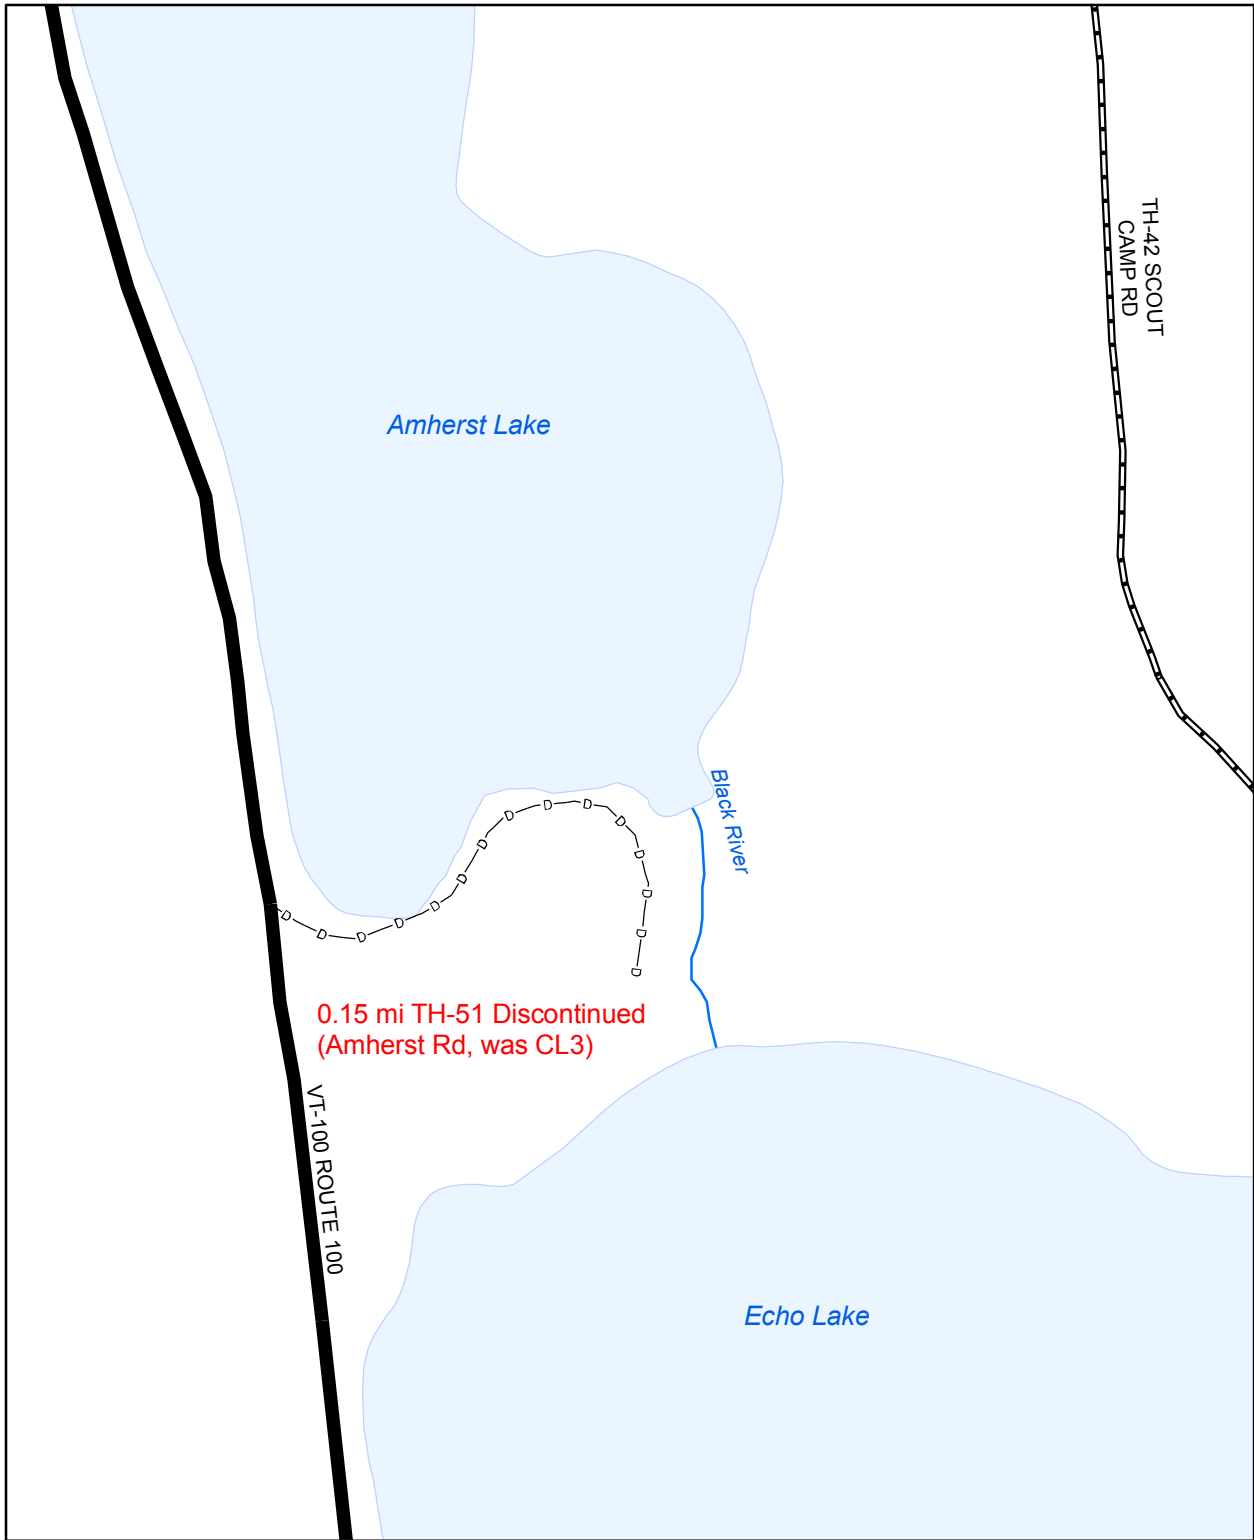 TH-42 SCOUT
CAMP RD
Amherst Lake
Black River
D D D D D D D D D D D D D D D D
0.15 mi TH-51 Discontinued
(Amherst Rd, was CL3)
VT-100 ROUTE 100
Echo Lake